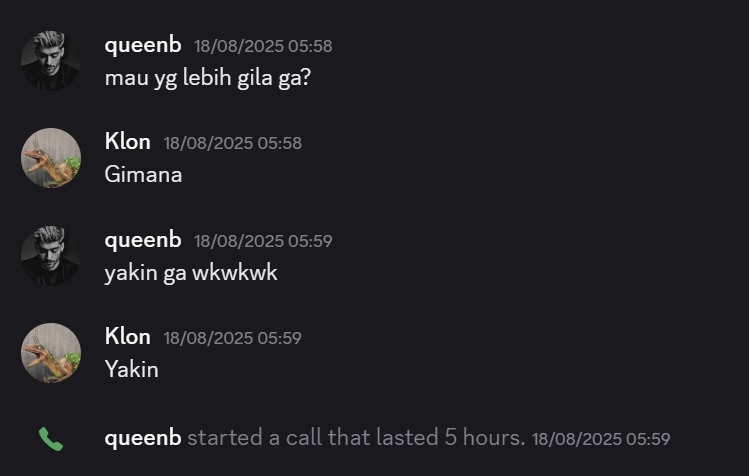 queenb 18/08/2025 05:58
mau yg lebih gila ga?
Klon 18/08/2025 05:58
Gimana
queenb 18/08/2025 05:59
yakin ga wkwkwk
Klon 18/08/2025 05:59
Yakin
queenb started a call that lasted 5 hours. 18/08/2025 05:59